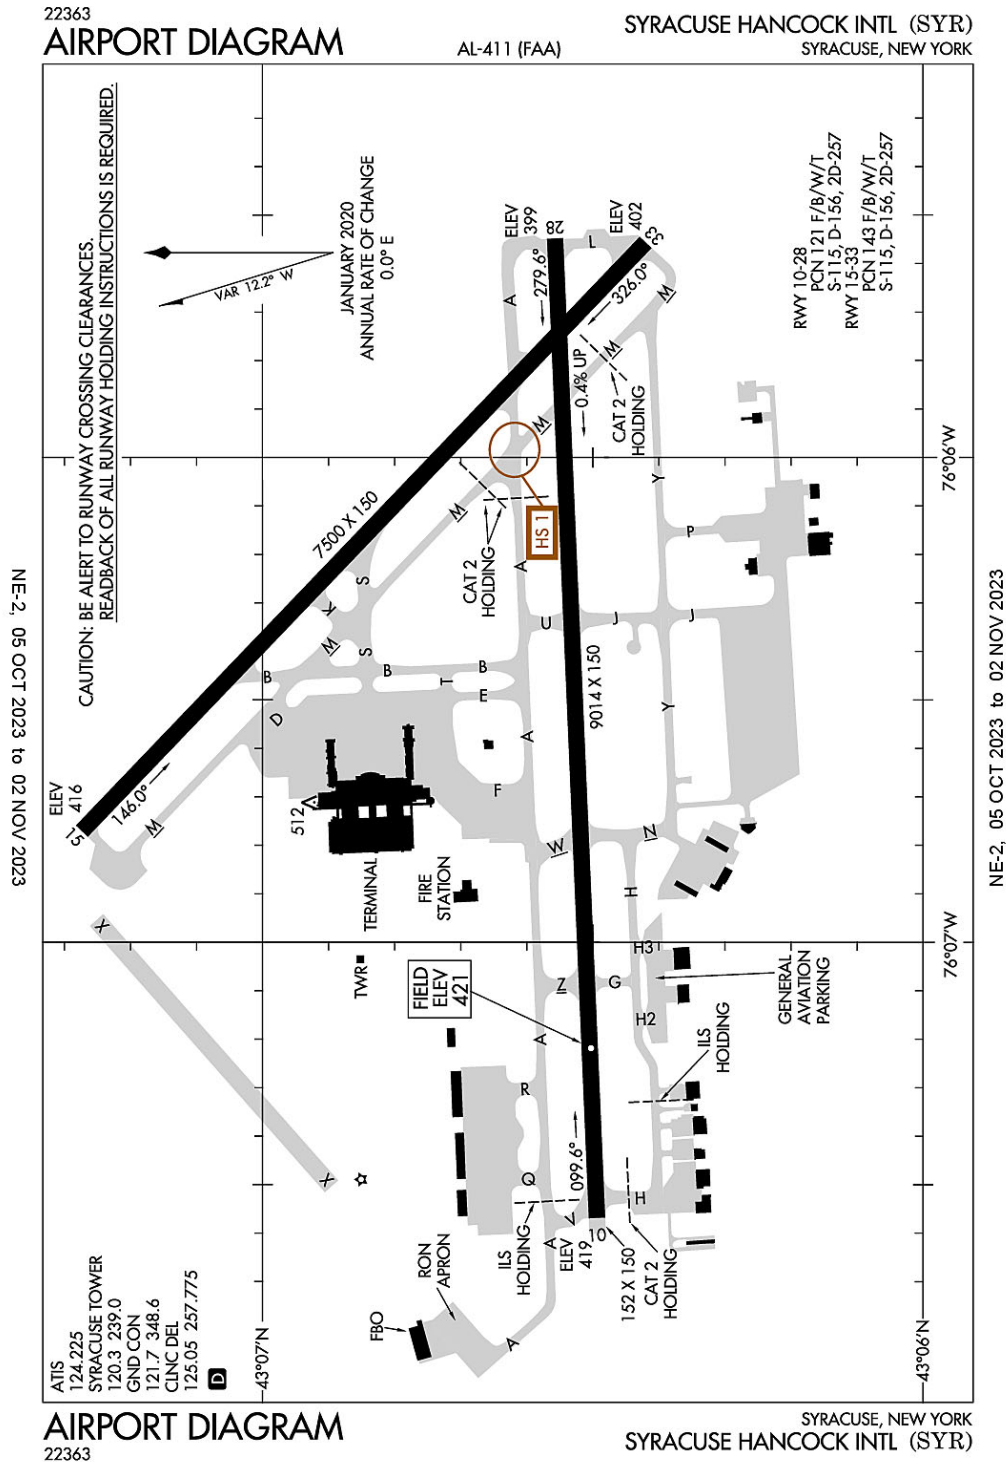 22363
AIRPORT DIAGRAM
AL-411 (FAA)
SYRACUSE HANCOCK INTL (SYR)
SYRACUSE, NEW YORK
CAUTION: BE ALERT TO RUNWAY CROSSING CLEARANCES.
READBACK OF ALL RUNWAY HOLDING INSTRUCTIONS IS REQUIRED.
VAR 12.2° W
JANUARY 2020
ANNUAL RATE OF CHANGE
0.0° E
ELEV
399
28
279.6°
ELEV
402
33
326.0°
L
A
M
M
M
M
M
M
0.4% UP
CAT 2
HOLDING
RWY 10-28
PCN 121 F/B/W/T
S-115, D-156, 2D-257
RWY 15-33
PCN 143 F/B/W/T
S-115, D-156, 2D-257
76°06'W
HS 1
7500 X 150
CAT 2
HOLDING
A
Y
P
S
K
S
U
J
J
B
B
B
T
E
D
A
Y
9014 X 150
F
ELEV
416
15
146.0°
512
TERMINAL
FIRE
STATION
W
N
H
H3
76°07'W
TWR
FIELD
ELEV
421
Z
G
H2
GENERAL
AVIATION
PARKING
ILS
HOLDING
X
X
A
R
Q
099.6°
H
ILS
HOLDING
A
ELEV
419
10
152 X 150
CAT 2
HOLDING
RON
APRON
FBO
A
ATIS
124.225
SYRACUSE TOWER
120.3 239.0
GND CON
121.7 348.6
CLNC DEL
125.05 257.775
D
43°07'N
43°06'N
NE-2, 05 OCT 2023 to 02 NOV 2023
NE-2, 05 OCT 2023 to 02 NOV 2023
AIRPORT DIAGRAM
22363
SYRACUSE, NEW YORK
SYRACUSE HANCOCK INTL (SYR)